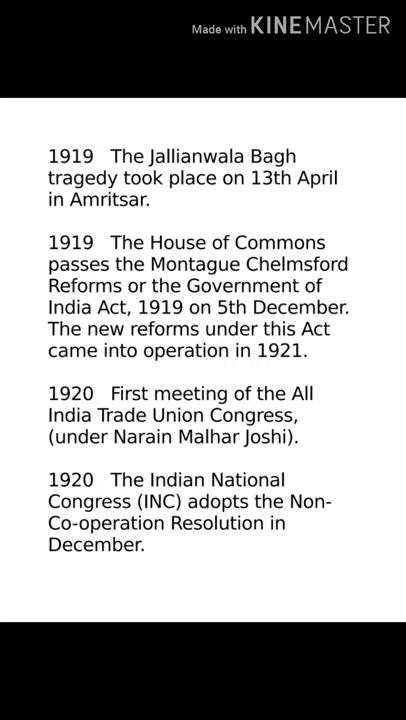 Made with KINEMASTER
1919 The Jallianwala Bagh
tragedy took place on 13th April
in Amritsar.
1919 The House of Commons
passes the Montague Chelmsford
Reforms or the Government of
India Act, 1919 on 5th December.
The new reforms under this Act
came into operation in 1921.
1920 First meeting of the All
India Trade Union Congress,
(under Narain Malhar Joshi).
1920 The Indian National
Congress (INC) adopts the Non-
Co-operation Resolution in
December.